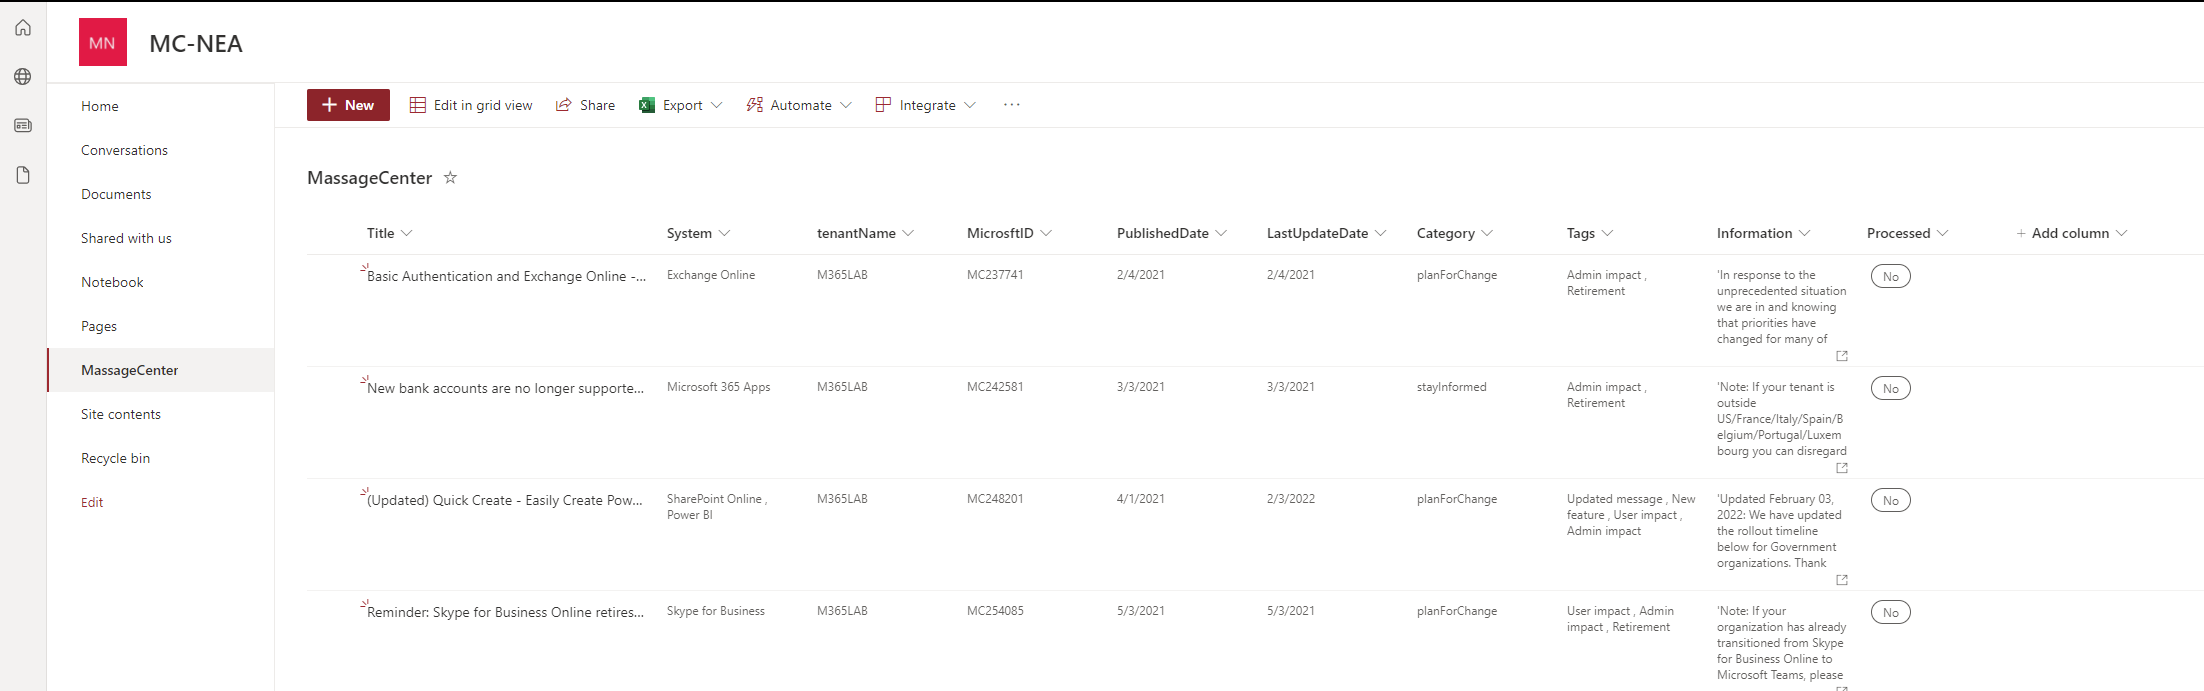 MN
MC-NEA
Home
Conversations
Documents
Shared with us
Notebook
Pages
MassageCenter
Site contents
Recycle bin
Edit
+ New
Edit in grid view
Share
Export
Automate
Integrate
...
MassageCenter
Title System tenantName MicrosftID PublishedDate LastUpdateDate Category Tags Information Processed + Add column
Basic Authentication and Exchange Online -... Exchange Online M365LAB MC237741 2/4/2021 2/4/2021 planForChange
Admin impact ,
Retirement
'In response to the
unprecedented situation
we are in and knowing
that priorities have
changed for many of
No
New bank accounts are no longer supporte... Microsoft 365 Apps M365LAB MC242581 3/3/2021 3/3/2021 stayInformed
Admin impact ,
Retirement
'Note: If your tenant is
outside
US/France/Italy/Spain/B
elgium/Portugal/Luxem
bourg you can disregard
No
(Updated) Quick Create - Easily Create Pow...
SharePoint Online ,
Power BI
M365LAB MC248201 4/1/2021 2/3/2022 planForChange
Updated message , New
feature , User impact ,
Admin impact
'Updated February 03,
2022: We have updated
the rollout timeline
below for Government
organizations. Thank
No
Reminder: Skype for Business Online retires... Skype for Business M365LAB MC254085 5/3/2021 5/3/2021 planForChange
User impact , Admin
impact , Retirement
'Note: If your
organization has already
transitioned from Skype
for Business Online to
Microsoft Teams, please
No